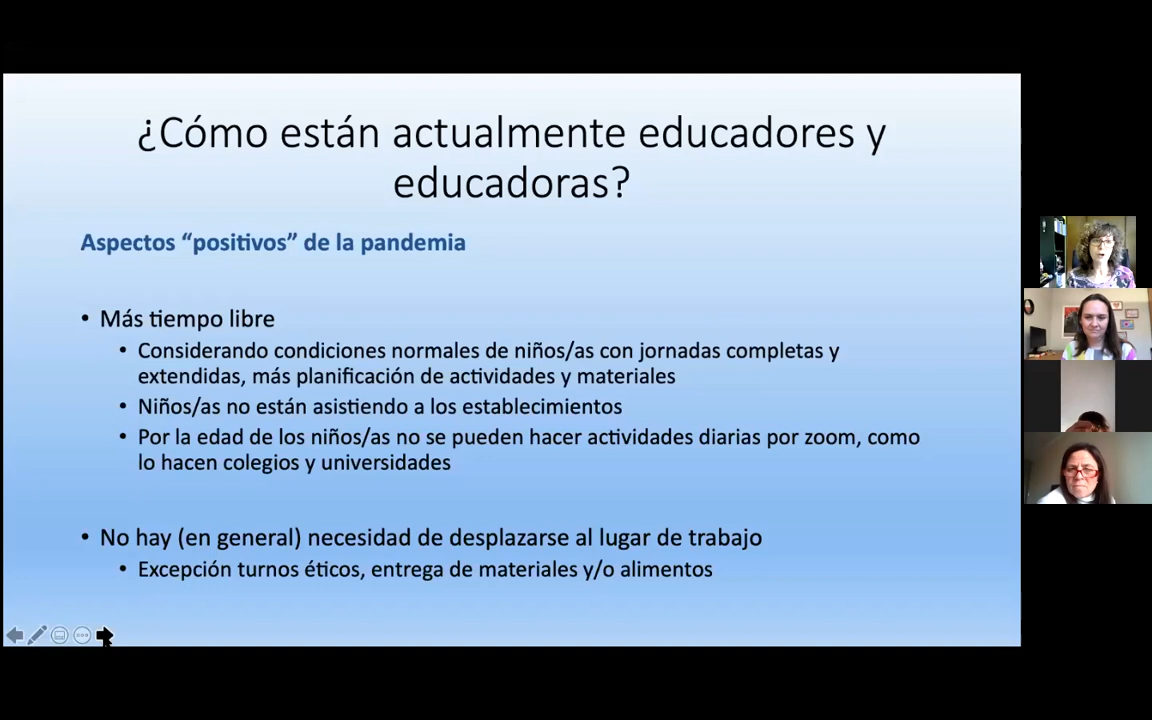 ¿Cómo están actualmente educadores y
educadoras?
Aspectos “positivos” de la pandemia
• Más tiempo libre
• Considerando condiciones normales de niños/as con jornadas completas y
extendidas, más planificación de actividades y materiales
• Niños/as no están asistiendo a los establecimientos
• Por la edad de los niños/as no se pueden hacer actividades diarias por zoom, como
lo hacen colegios y universidades
• No hay (en general) necesidad de desplazarse al lugar de trabajo
• Excepción turnos éticos, entrega de materiales y/o alimentos